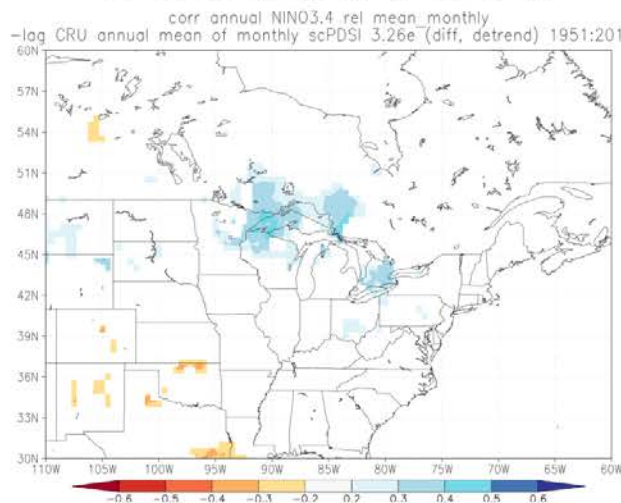 corr annual NINO3.4 rel mean_monthly
-lag CRU annual mean of monthly scPDSI 3.26e (diff, detrend) 1951:201
60N
57N
54N
51N
48N
45N
42N
39N
36N
33N
30N
110W 105W 100W 95W 90W 85W 80W 75W 70W 65W 60W
-0.6 -0.5 -0.4 -0.3 -0.2 0.2 0.3 0.4 0.5 0.6